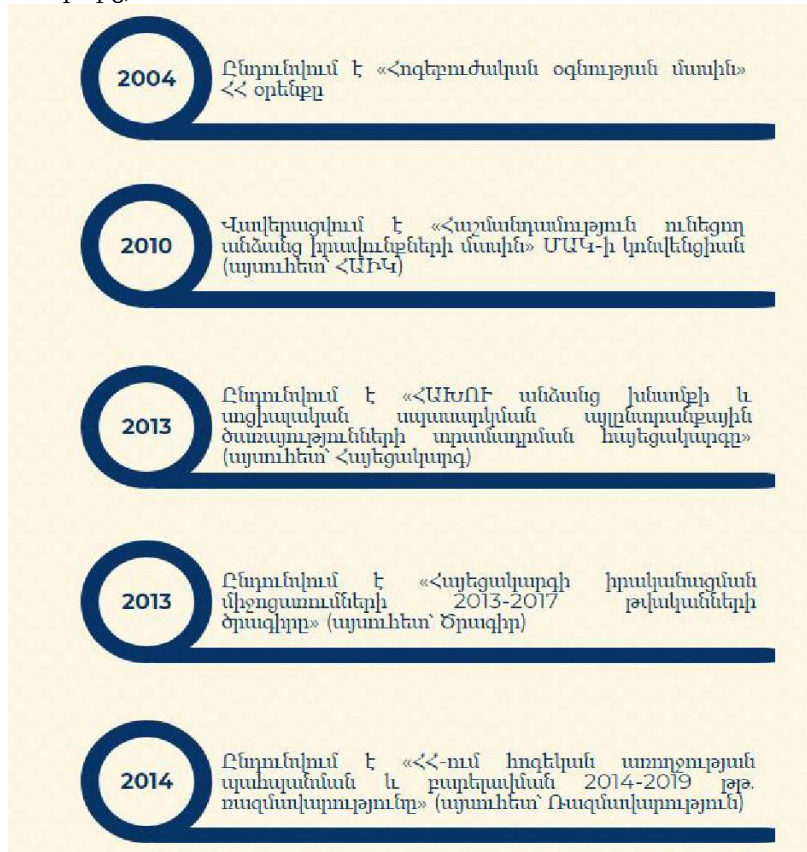 2004
Ընդունվում է «Հոգեբուժական օգնության մասին»
ՀՀ օրենքը
2010
Վավերացվում է «Հաշմանդամություն ունեցող
անձանց իրավունքների մասին» ՄԱԿ-ի կոնվենցիան
(այսուհետ՝ ՀԱԻԿ)
2013
Ընդունվում է «ՀԱԽՈՒ անձանց խնամքի և
սոցիալական սպասարկման այլընտրանքային
ծառայությունների տրամադրման հայեցակարգը»
(այսուհետ՝ Հայեցակարգ)
2013
Ընդունվում է «Հայեցակարգի իրականացման
միջոցառումների 2013-2017 թվականների
ծրագիրը» (այսուհետ՝ Ծրագիր)
2014
Ընդունվում է «ՀՀ-ում հոգեկան առողջության
պահպանման և բարելավման 2014-2019 թթ.
ռազմավարությունը» (այսուհետ՝ Ռազմավարություն)